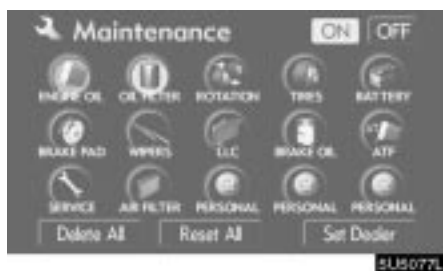 Maintenance ON OFF
ENGINE OIL OIL FILTER ROTATION TIRES BATTERY
BRAKE PAD WIPERS LLC BRAKE OIL ATF
SERVICE AIR FILTER PERSONAL PERSONAL PERSONAL
Delete All Reset All Set Dealer
5U5077L